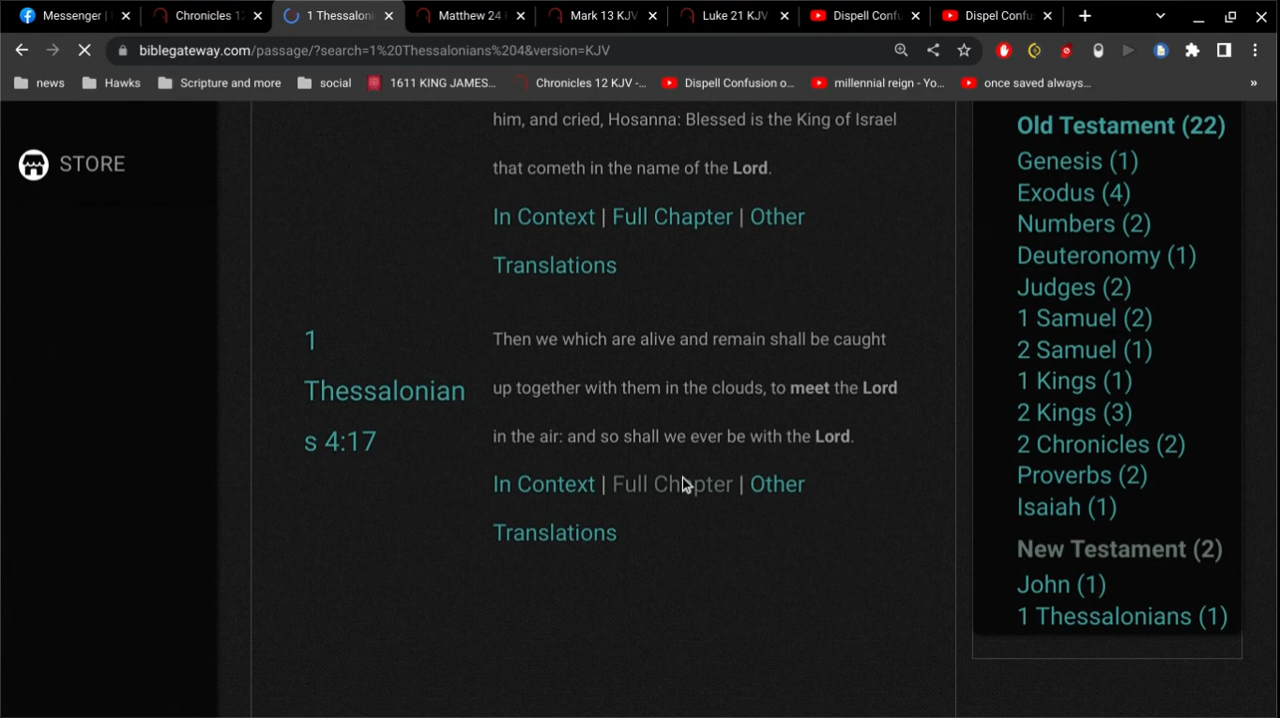 Messenger |
Chronicles 12
1 Thessaloni
Matthew 24
Mark 13 KJV
Luke 21 KJV
Dispell Conf
Dispel Confu
biblegateway.com/passage/?search=1%20Thessalonians%204&version=KJV
news
Hawks
Scripture and more
social
1611 KING JAMES...
Chronicles 12 KJV -...
Dispell Confusion o...
millennial reign - Yo...
once saved always...
»
STORE
him, and cried, Hosanna: Blessed is the King of Israel
that cometh in the name of the Lord.
In Context | Full Chapter | Other
Translations
1
Thessalonian
s 4:17
Then we which are alive and remain shall be caught
up together with them in the clouds, to meet the Lord
in the air: and so shall we ever be with the Lord.
In Context | Full Chapter | Other
Translations
Old Testament (22)
Genesis (1)
Exodus (4)
Numbers (2)
Deuteronomy (1)
Judges (2)
1 Samuel (2)
2 Samuel (1)
1 Kings (1)
2 Kings (3)
2 Chronicles (2)
Proverbs (2)
Isaiah (1)
New Testament (2)
John (1)
1 Thessalonians (1)